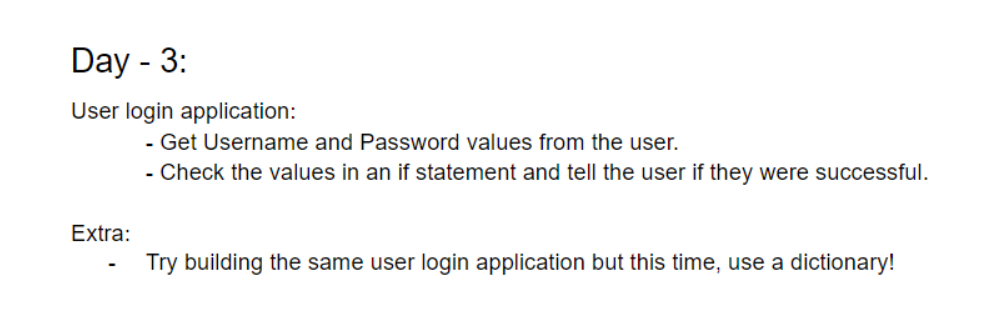 Day - 3:
User login application:
- Get Username and Password values from the user.
- Check the values in an if statement and tell the user if they were successful.
Extra:
- Try building the same user login application but this time, use a dictionary!